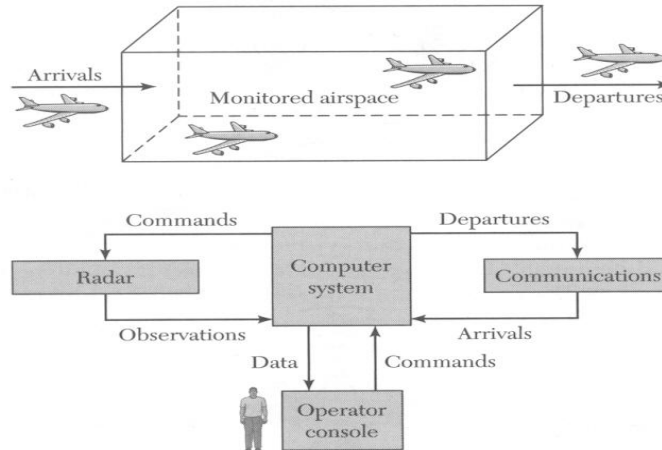 Arrivals
Monitored airspace
Departures
Commands
Departures
Radar
Computer
system
Communications
Observations
Arrivals
Data
Commands
Operator
console